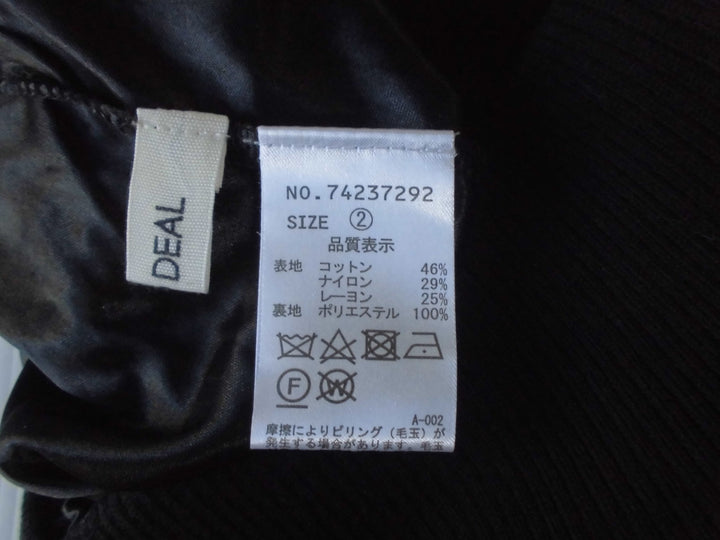 DEAL
NO.74237292
SIZE ②
品質表示
表地 コットン 46%
ナイロン 29%
レーヨン 25%
裏地 ポリエステル 100%
F W
A-002
摩擦によりピリング(毛玉)が
発生する場合があります。毛玉